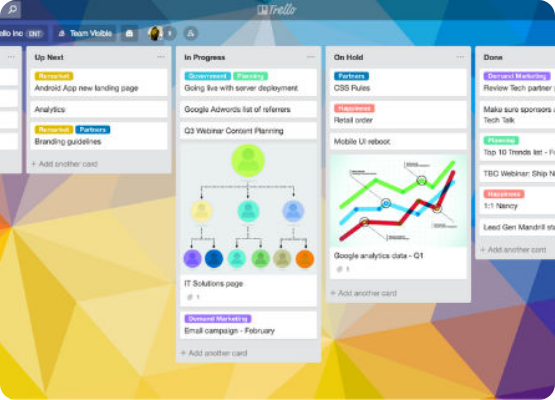 Trello
llo Inc
ENT
Team Visible
Up Next
Remarket
Android App new landing page
Analytics
Remarket Partners
Branding guidelines
+ Add another card
In Progress
Government Planning
Going live with server deployment
Google Adwords list of referrers
Q3 Webinar Content Planning
IT Solutions page
1
Demand Marketing
Email campaign - February
+ Add another card
On Hold
Partners
CSS Rules
Happiness
Retail order
Mobile UI reboot
Google analytics data - Q1
1
+ Add another card
Done
Demand Marketing
Review Tech partner
Make sure sponsors
Tech Talk
Planning
Top 10 Trends list - F
TBC Webinar: Ship N
Happiness
1:1 Nancy
Lead Gen Mandrill st
+ Add another card